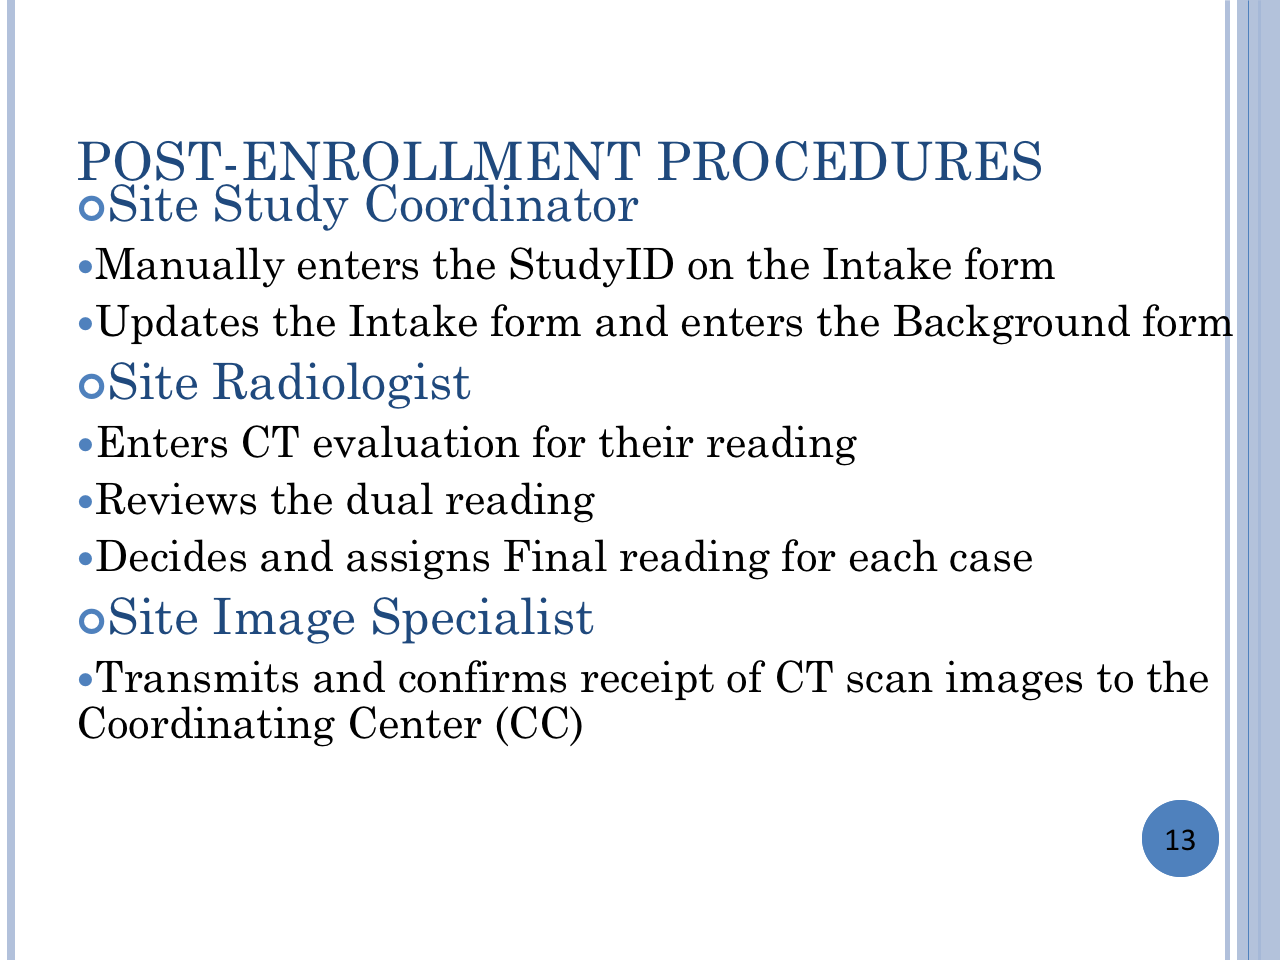 POST-ENROLLMENT PROCEDURES
Site Study Coordinator
•Manually enters the StudyID on the Intake form
•Updates the Intake form and enters the Background form
Site Radiologist
•Enters CT evaluation for their reading
•Reviews the dual reading
•Decides and assigns Final reading for each case
Site Image Specialist
•Transmits and confirms receipt of CT scan images to the
Coordinating Center (CC)
13